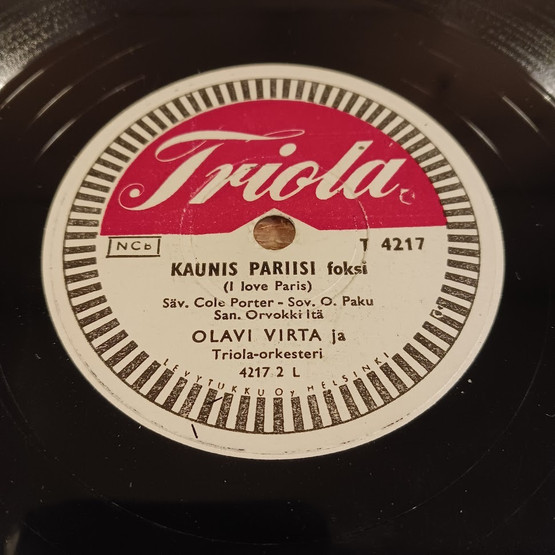 Triola
NCb
T 4217
KAUNIS PARIISI foksi
(I love Paris)
Säv. Cole Porter - Sov. O. Paku
San. Orvokki Itä
OLAVI VIRTA ja
Triola-orkesteri
4217 2 L
LEVYTUKKU OY HELSINKI